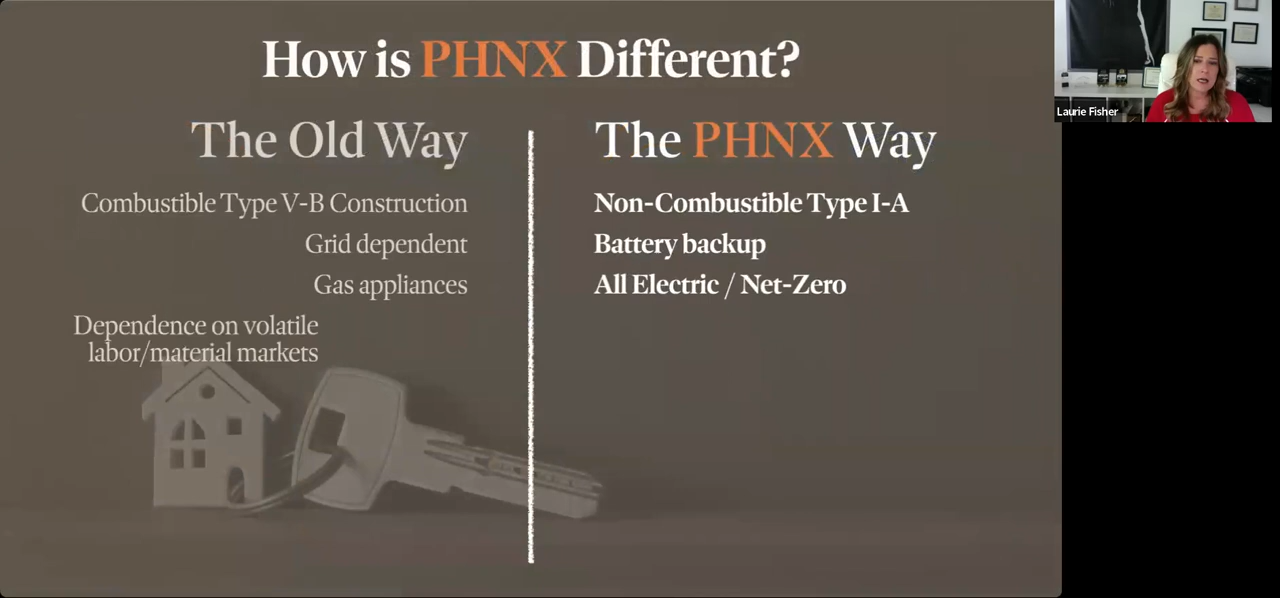 How is PHNX Different?
The Old Way
Combustible Type V-B Construction
Grid dependent
Gas appliances
Dependence on volatile
labor/material markets
The PHNX Way
Non-Combustible Type I-A
Battery backup
All Electric / Net-Zero
Laurie Fisher